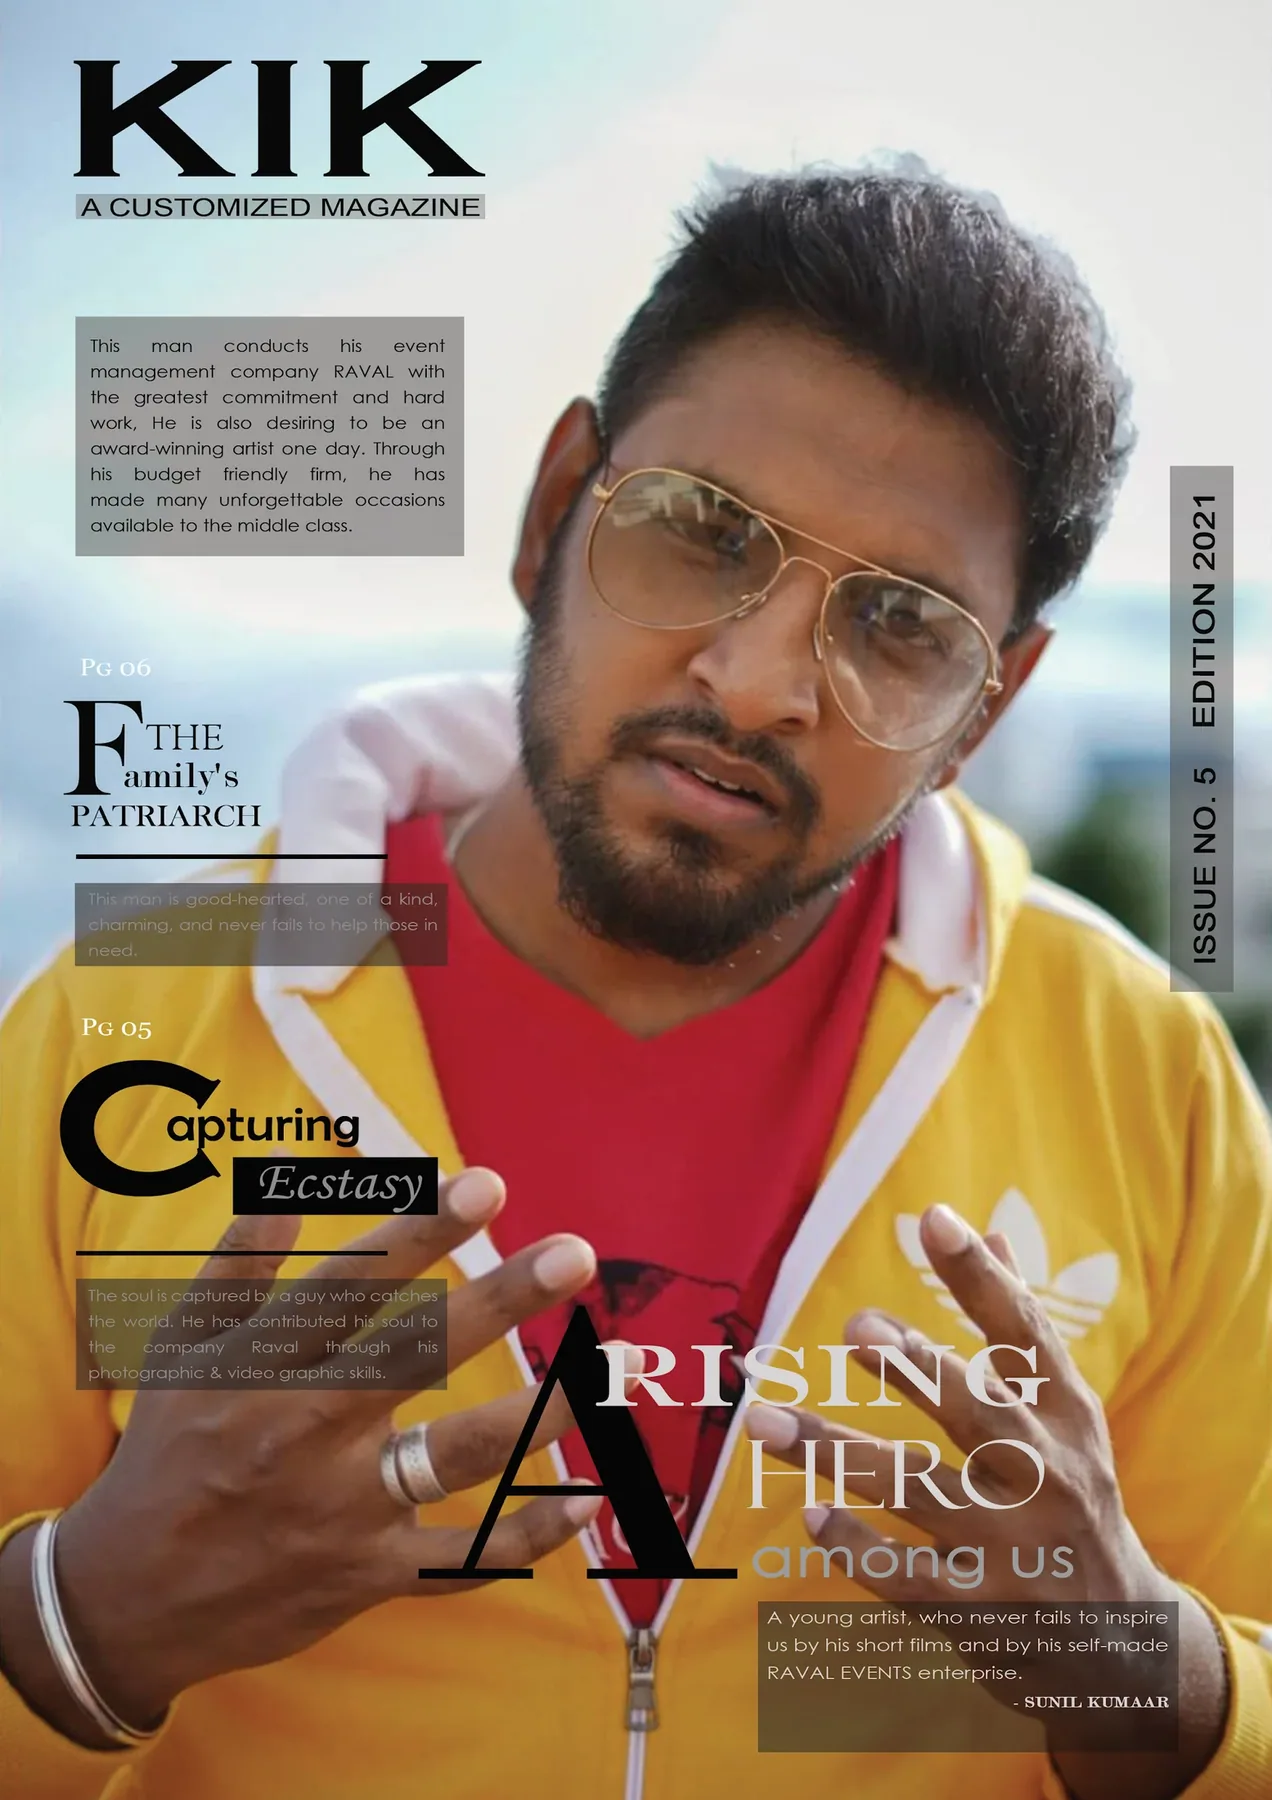 KIK
A CUSTOMIZED MAGAZINE
This man conducts his event
management company RAVAL with
the greatest commitment and hard
work, He is also desiring to be an
award-winning artist one day. Through
his budget friendly firm, he has
made many unforgettable occasions
available to the middle class.
ISSUE NO. 5 EDITION 2021
PG 06
THE
Family's
PATRIARCH
This man is good-hearted, one of a kind,
charming, and never fails to help those in
need.
PG 05
Capturing
Ecstasy
The soul is captured by a guy who catches
the world. He has contributed his soul to
the company Raval through his
photographic & video graphic skills.
A RISING
HERO
among us
A young artist, who never fails to inspire
us by his short films and by his self-made
RAVAL EVENTS enterprise.
- SUNIL KUMAAR